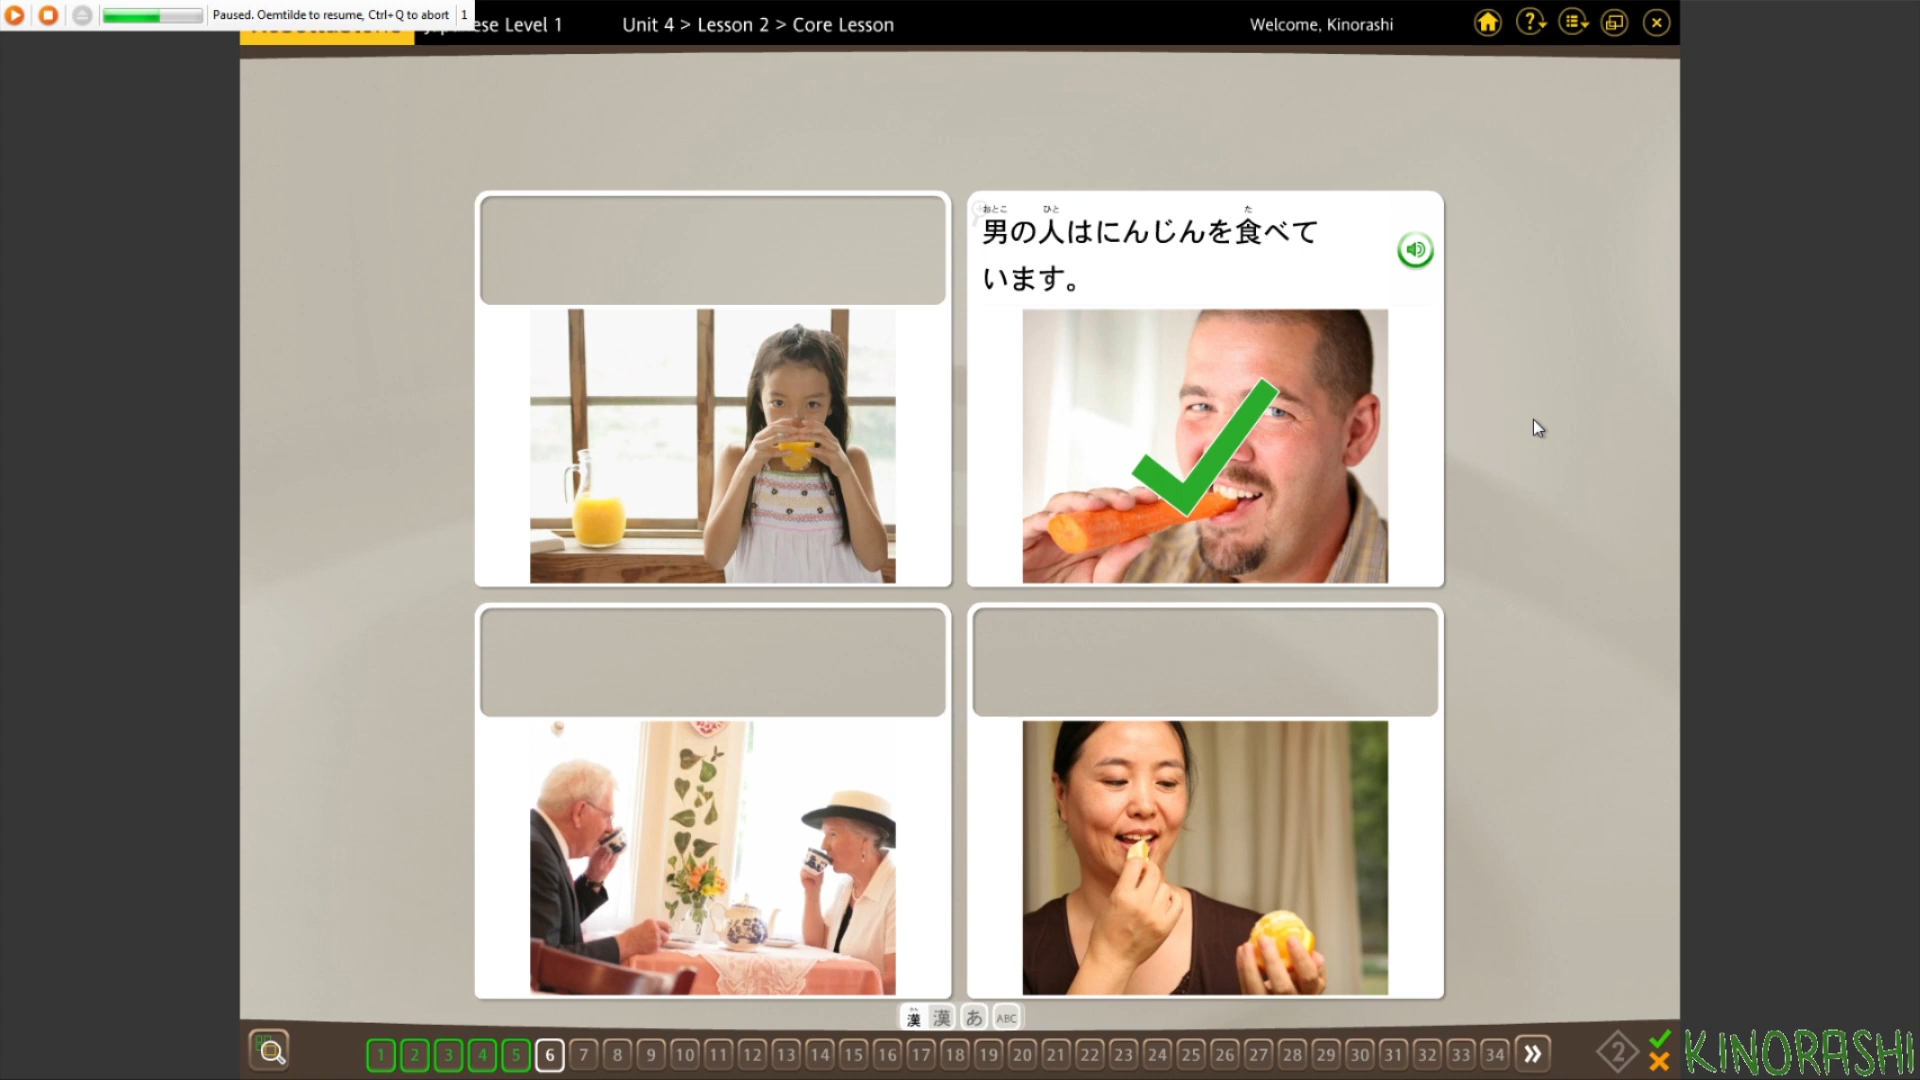 Paused. Oemtilde to resume, Ctrl+Q to abort 1
ese Level 1
Unit 4 > Lesson 2 > Core Lesson
Welcome, Kinorashi
?
おとこ ひと た
男の人はにんじんを食べて
います。
かん
漢 漢 あ ABC
1 2 3 4 5 6 7 8 9 10 11 12 13 14 15 16 17 18 19 20 21 22 23 24 25 26 27 28 29 30 31 32 33 34
2
KINORASHI